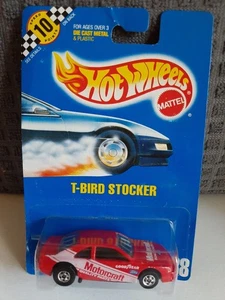 10
FOR AGES OVER 3
DIE CAST METAL
& PLASTIC
Hot Wheels
MATTEL
T-BIRD STOCKER
Motorcraft
8